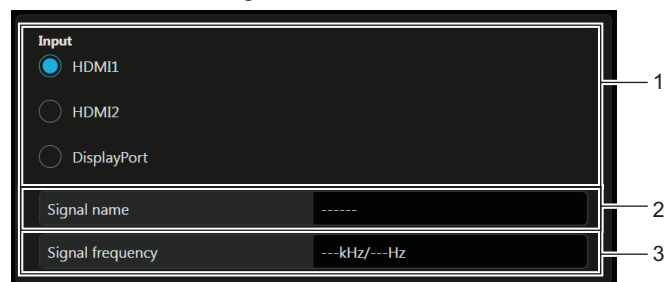 Input
HDMI1
1
HDMI2
DisplayPort
Signal name ------ 2
Signal frequency ---kHz/---Hz 3